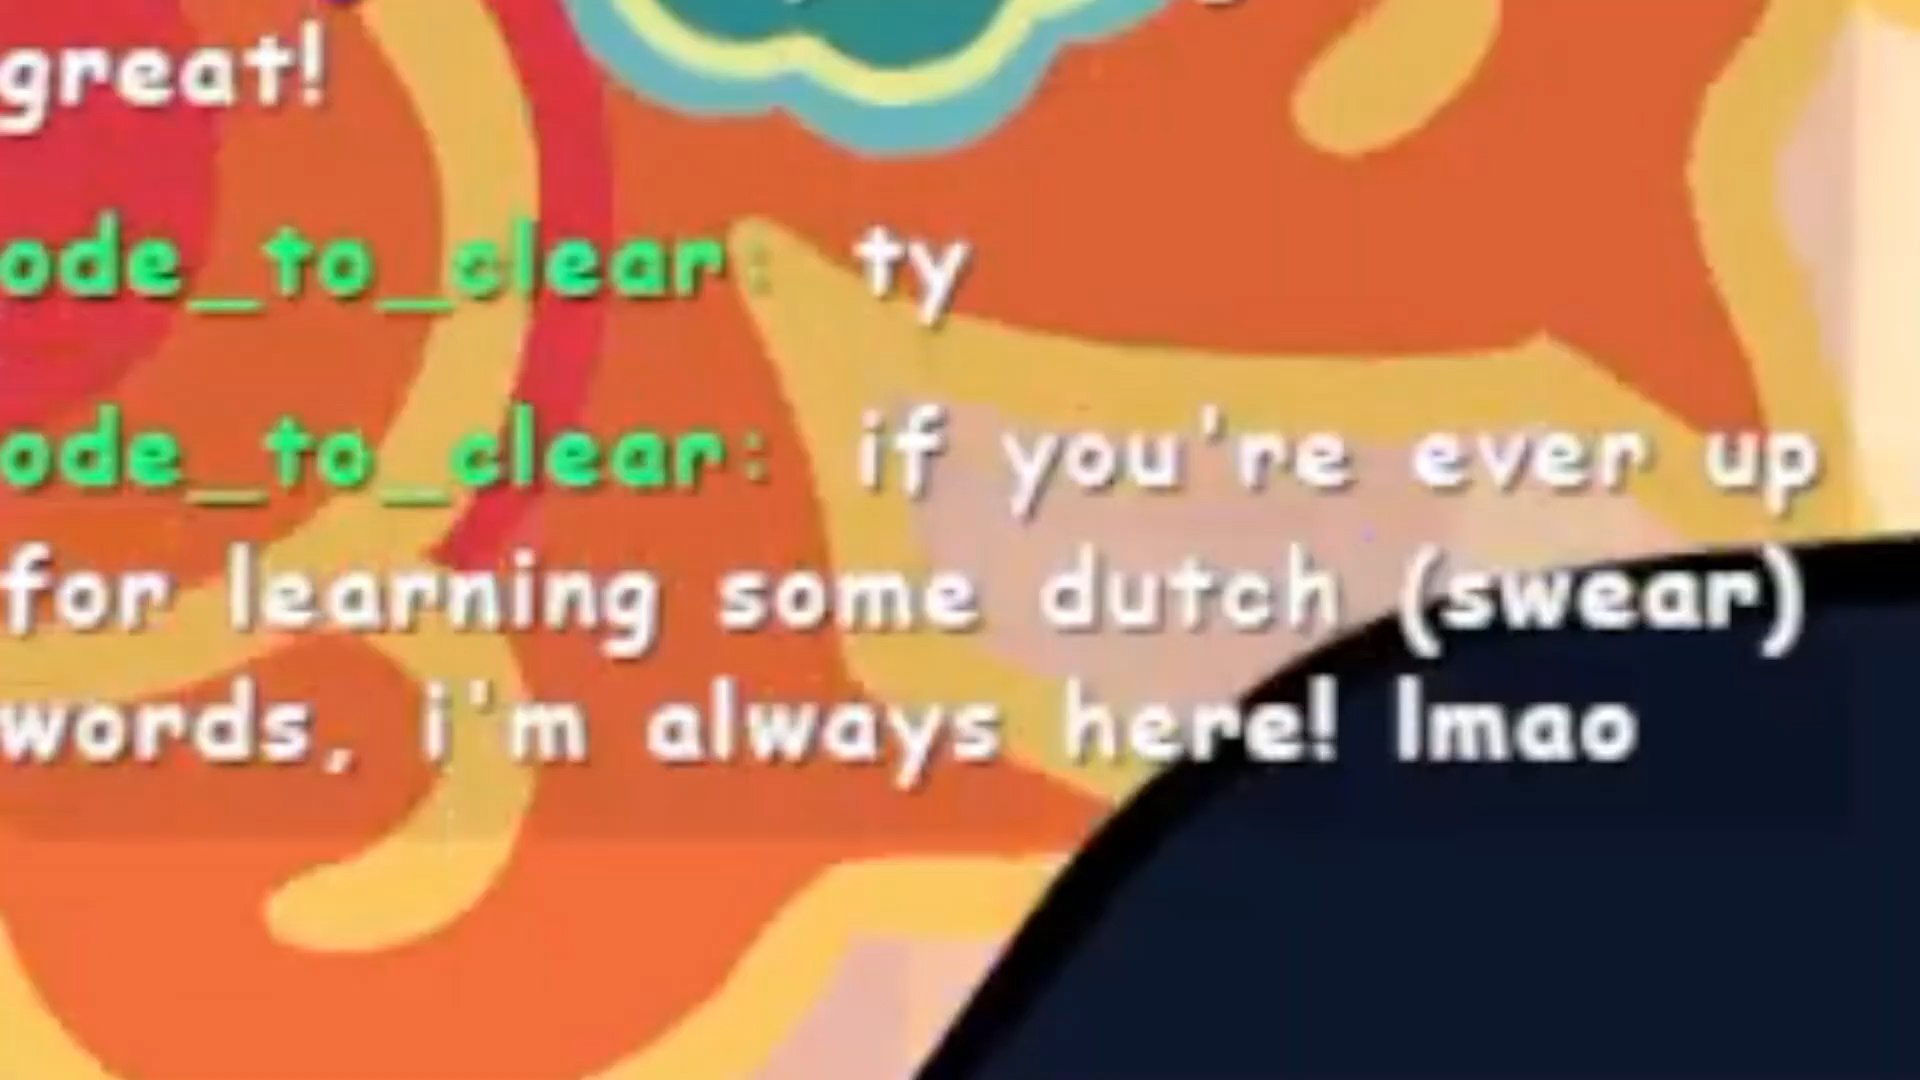 great!
ode_to_clear: ty
ode_to_clear: if you're ever up
for learning some dutch (swear)
words, i'm always here! lmao